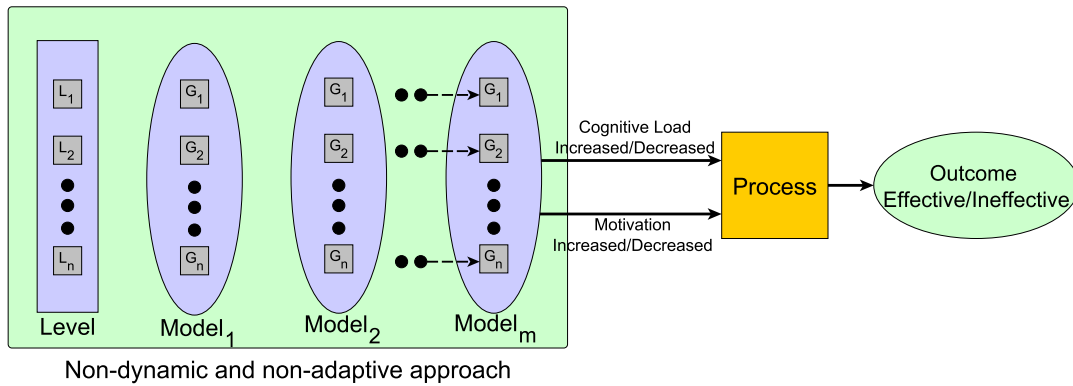 L1 G1 G1 G1
L2 G2 G2 G2
Ln Gn Gn Gn
Level Model1 Model2 Modelm
Non-dynamic and non-adaptive approach
Cognitive Load
Increased/Decreased
Motivation
Increased/Decreased
Process
Outcome
Effective/Ineffective